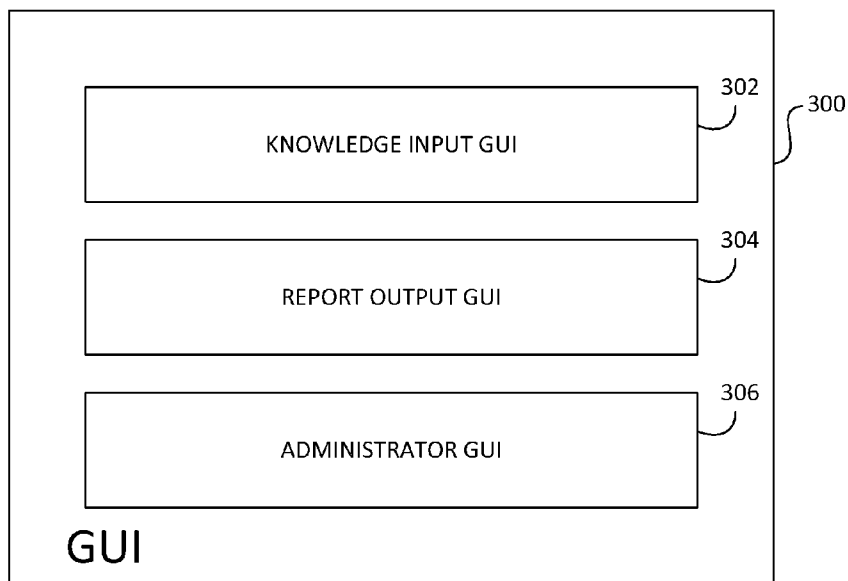 302
300
KNOWLEDGE INPUT GUI
304
REPORT OUTPUT GUI
306
ADMINISTRATOR GUI
GUI